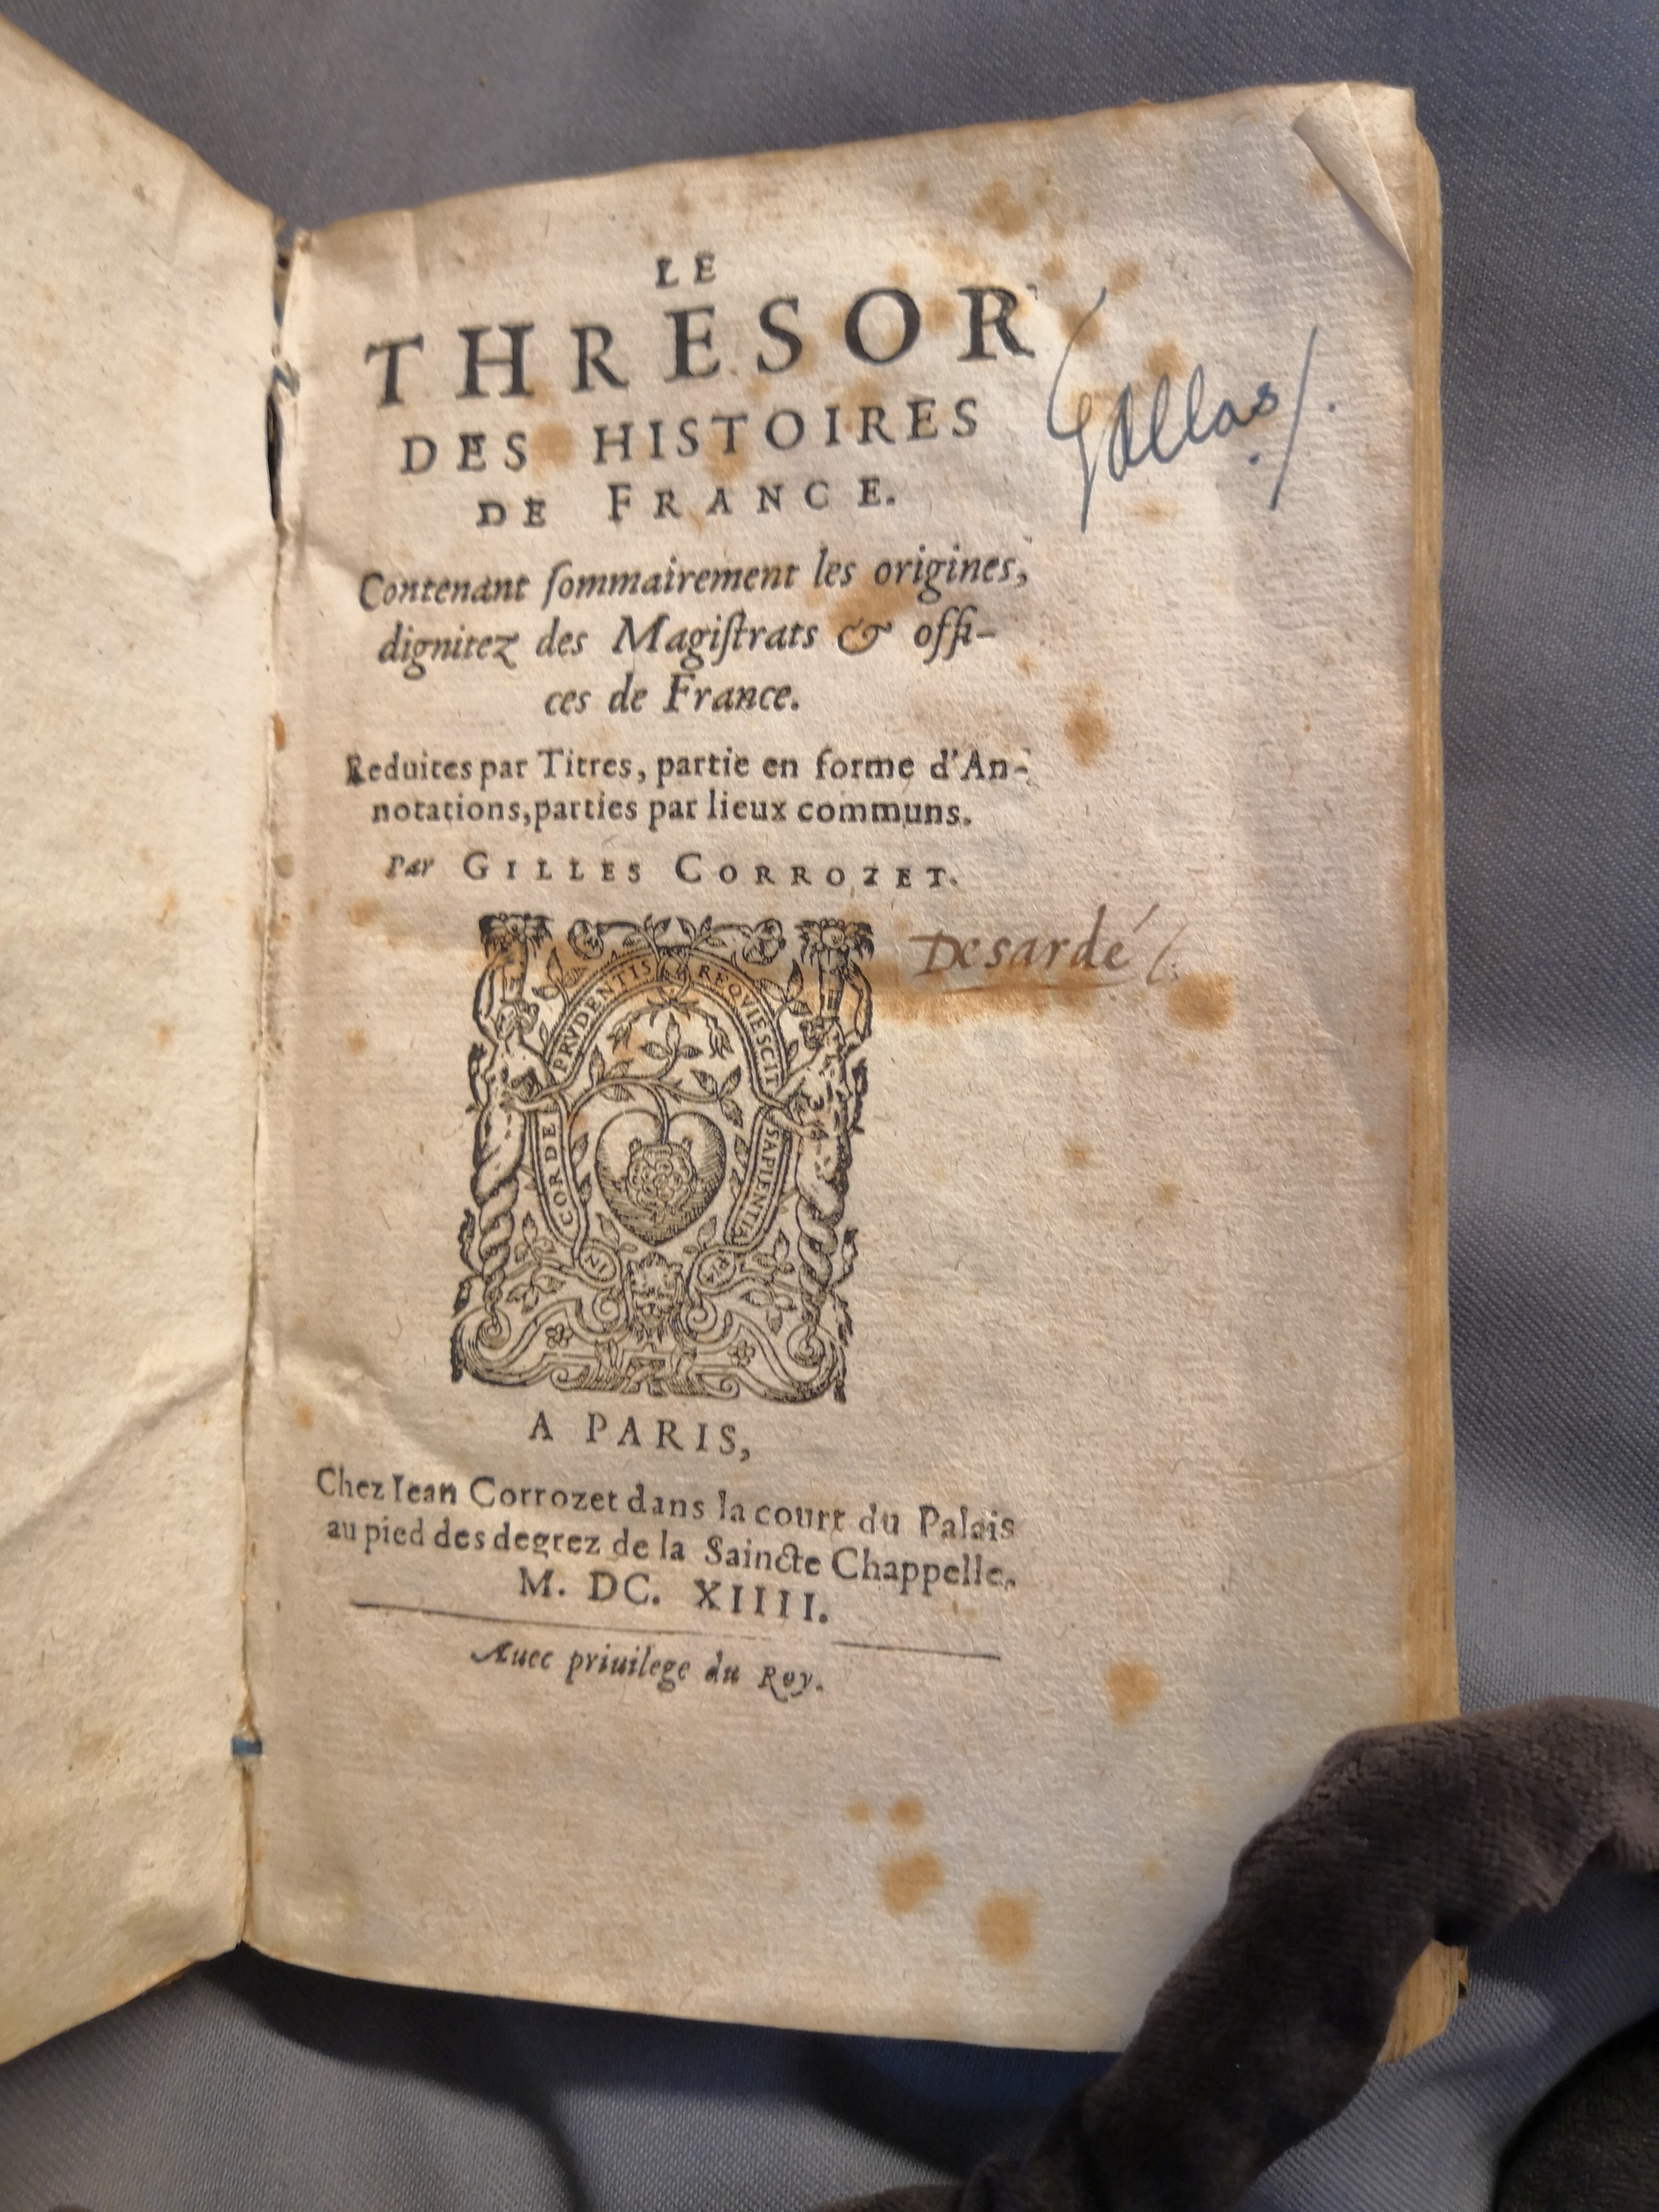 LE
THRESOR
DES HISTOIRES
DE FRANCE.
Contenant ſommairement les origines,
dignitez des Magiſtrats & offi-
ces de France.
Reduites par Titres, partie en forme d'An-
notations, parties par lieux communs.
Par GILLES CORROZET.
Desardé
IN CORDE PRVDENTIS REQVIESCIT SAPIENTIA
A PARIS,
Chez Iean Corrozet dans la court du Palais
au pied des degrez de la Saincte Chappelle.
M. DC. XIIII.
Auec priuilege du Roy.